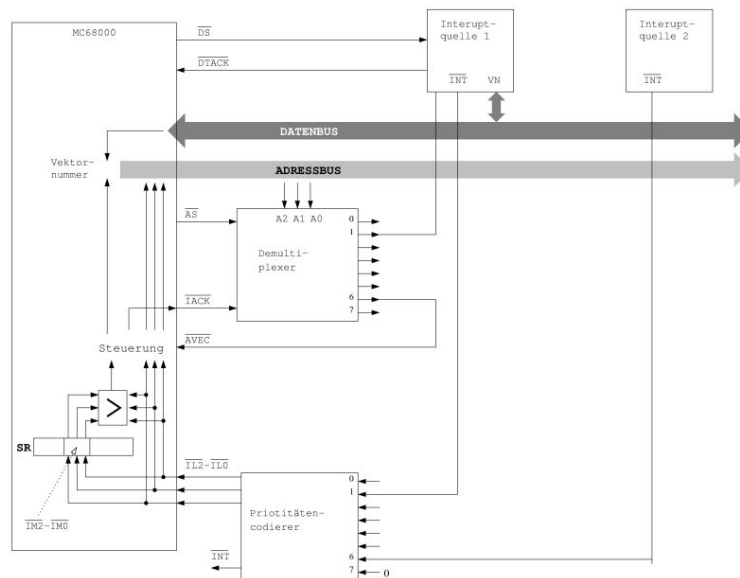 MC68000
DS
DTACK
Interupt-
quelle 1
INT
VN
Interupt-
quelle 2
INT
DATENBUS
Vektor-
nummer
ADRESSBUS
AS
A2 A1 A0
0
1
6
7
Demulti-
plexer
IACK
Steuerung
AVEC
>
SR
IM2-IM0
IL2-IL0
0
1
6
7
Priotitäten-
codierer
INT
0